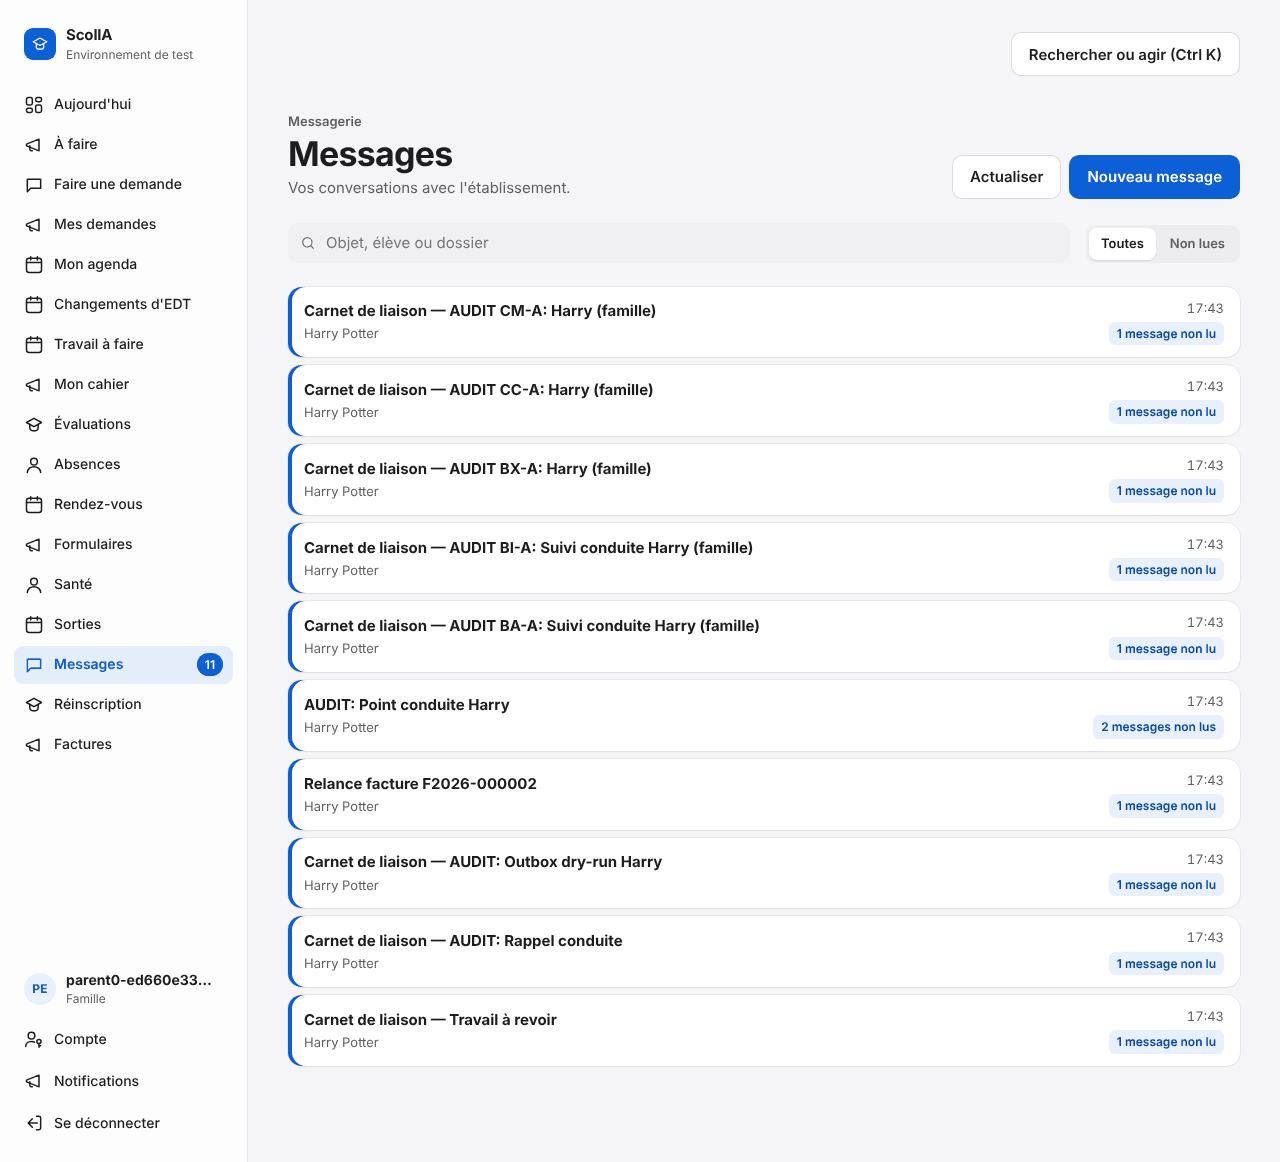 ScolIA
Environnement de test
Aujourd'hui
À faire
Faire une demande
Mes demandes
Mon agenda
Changements d'EDT
Travail à faire
Mon cahier
Évaluations
Absences
Rendez-vous
Formulaires
Santé
Sorties
Messages 11
Réinscription
Factures
PE
parent0-ed660e33...
Famille
Compte
Notifications
Se déconnecter
Rechercher ou agir (Ctrl K)
Messagerie
Messages
Vos conversations avec l'établissement.
Actualiser
Nouveau message
Objet, élève ou dossier
Toutes
Non lues
Carnet de liaison — AUDIT CM-A: Harry (famille)
17:43
Harry Potter
1 message non lu
Carnet de liaison — AUDIT CC-A: Harry (famille)
17:43
Harry Potter
1 message non lu
Carnet de liaison — AUDIT BX-A: Harry (famille)
17:43
Harry Potter
1 message non lu
Carnet de liaison — AUDIT BI-A: Suivi conduite Harry (famille)
17:43
Harry Potter
1 message non lu
Carnet de liaison — AUDIT BA-A: Suivi conduite Harry (famille)
17:43
Harry Potter
1 message non lu
AUDIT: Point conduite Harry
17:43
Harry Potter
2 messages non lus
Relance facture F2026-000002
17:43
Harry Potter
1 message non lu
Carnet de liaison — AUDIT: Outbox dry-run Harry
17:43
Harry Potter
1 message non lu
Carnet de liaison — AUDIT: Rappel conduite
17:43
Harry Potter
1 message non lu
Carnet de liaison — Travail à revoir
17:43
Harry Potter
1 message non lu